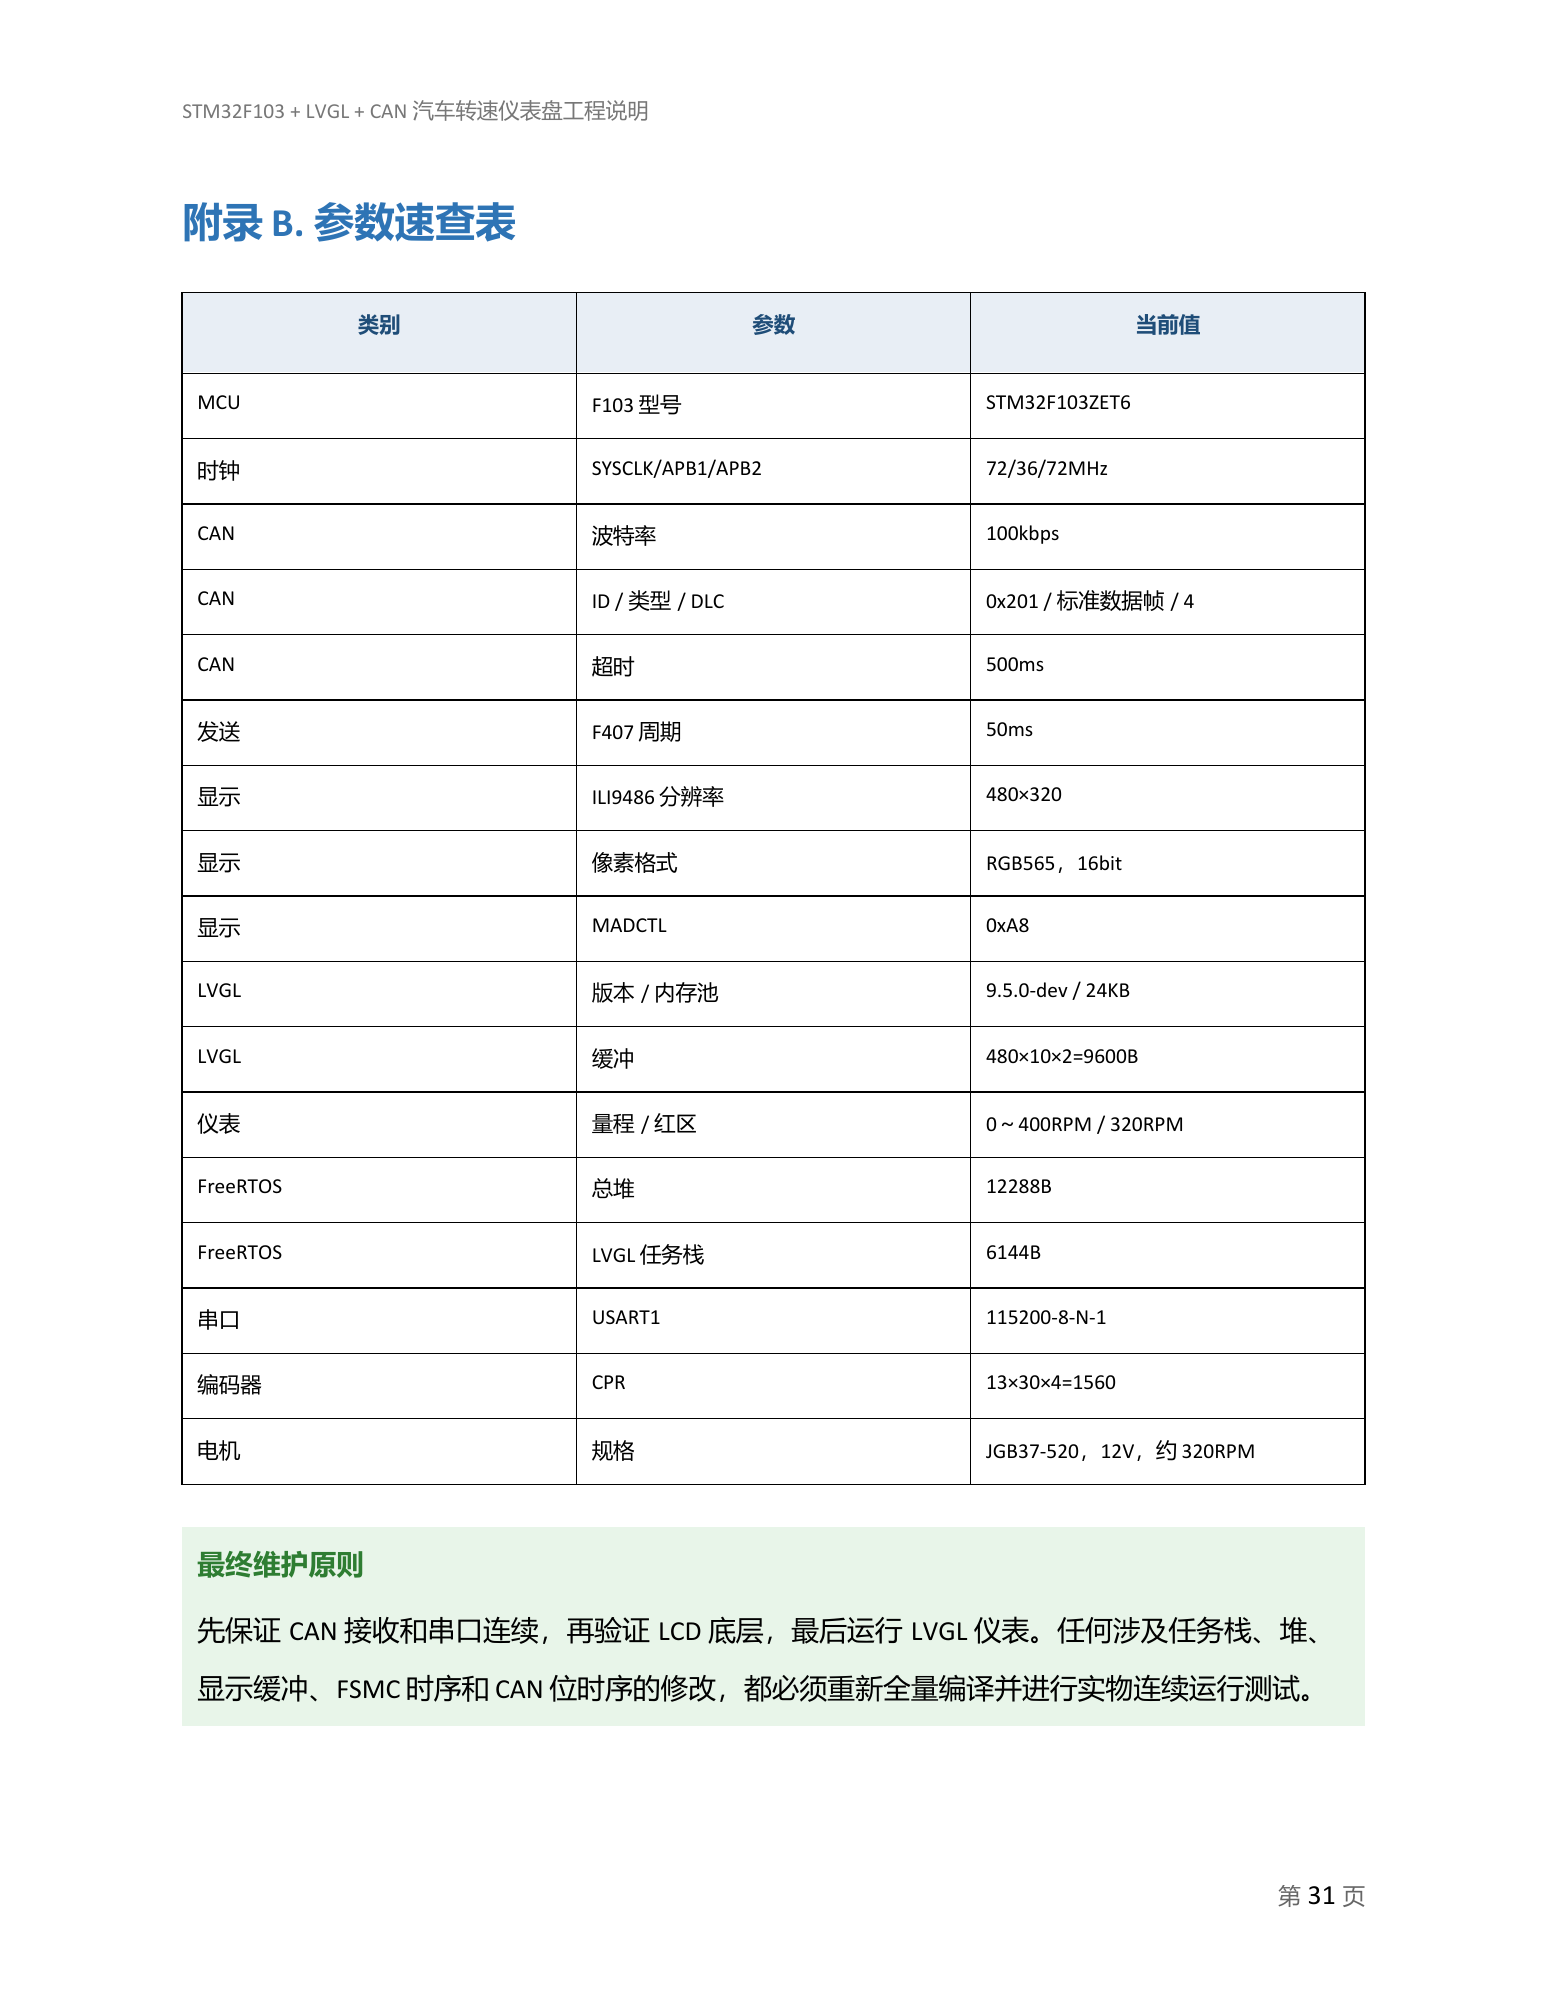 STM32F103 + LVGL + CAN 汽车转速仪表盘工程说明
附录 B. 参数速查表
类别 参数 当前值
MCU F103 型号 STM32F103ZET6
时钟 SYSCLK/APB1/APB2 72/36/72MHz
CAN 波特率 100kbps
CAN ID / 类型 / DLC 0x201 / 标准数据帧 / 4
CAN 超时 500ms
发送 F407 周期 50ms
显示 ILI9486 分辨率 480×320
显示 像素格式 RGB565，16bit
显示 MADCTL 0xA8
LVGL 版本 / 内存池 9.5.0-dev / 24KB
LVGL 缓冲 480×10×2=9600B
仪表 量程 / 红区 0～400RPM / 320RPM
FreeRTOS 总堆 12288B
FreeRTOS LVGL 任务栈 6144B
串口 USART1 115200-8-N-1
编码器 CPR 13×30×4=1560
电机 规格 JGB37-520，12V，约 320RPM
最终维护原则
先保证 CAN 接收和串口连续，再验证 LCD 底层，最后运行 LVGL 仪表。任何涉及任务栈、堆、
显示缓冲、FSMC 时序和 CAN 位时序的修改，都必须重新全量编译并进行实物连续运行测试。
第 31 页